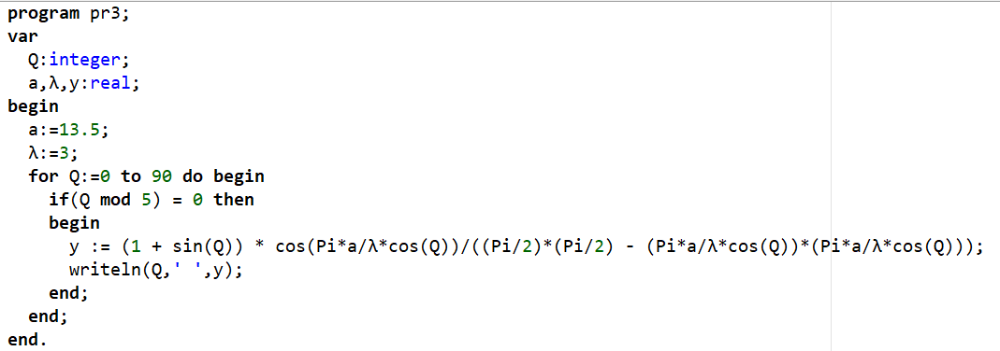 program pr3;
var
  Q:integer;
  a,λ,y:real;
begin
  a:=13.5;
  λ:=3;
  for Q:=0 to 90 do begin
    if(Q mod 5) = 0 then
    begin
      y := (1 + sin(Q)) * cos(Pi*a/λ*cos(Q))/((Pi/2)*(Pi/2) - (Pi*a/λ*cos(Q))*(Pi*a/λ*cos(Q)));
      writeln(Q,' ',y);
    end;
  end;
end.